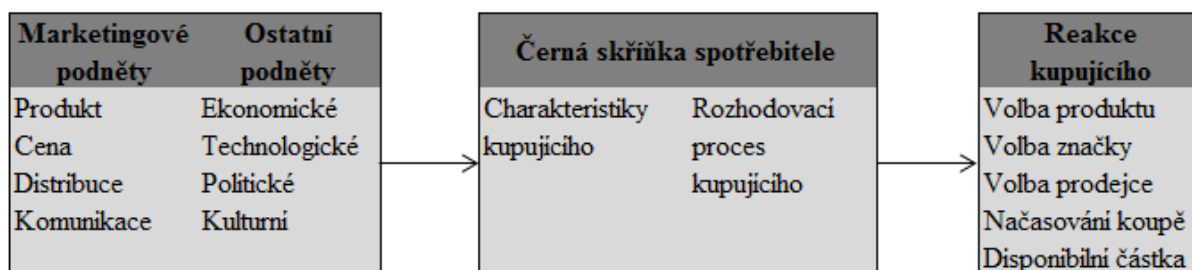 Marketingové podněty
Ostatní podněty
Produkt
Cena
Distribuce
Komunikace
Ekonomické
Technologické
Politické
Kulturní
Černá skříňka spotřebitele
Charakteristiky
kupujícího
Rozhodovací
proces
kupujícího
Reakce
kupujícího
Volba produktu
Volba značky
Volba prodejce
Načasování koupě
Disponibilní částka